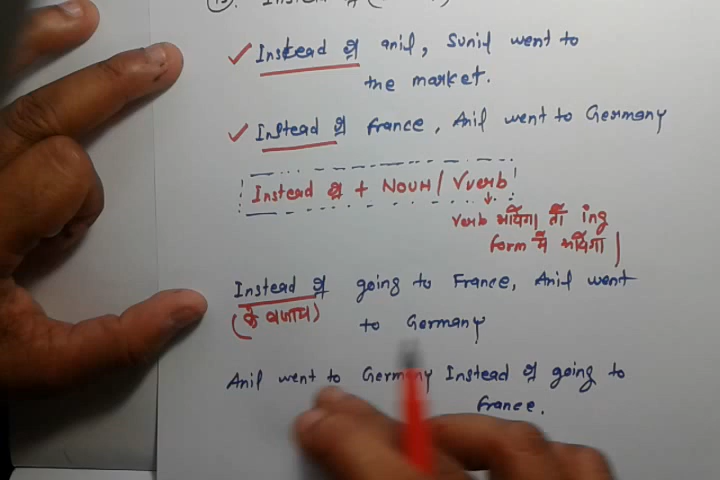 Instead of anil, Sunil went to
the market.
Instead of France, Anil went to Germany
Instead of + NOUN / Vverb
verb आयेगा तो ing
form में आयेगा |
Instead of going to France, Anil went
(के बजाय) to Germany
Anil went to Germany Instead of going to
France.